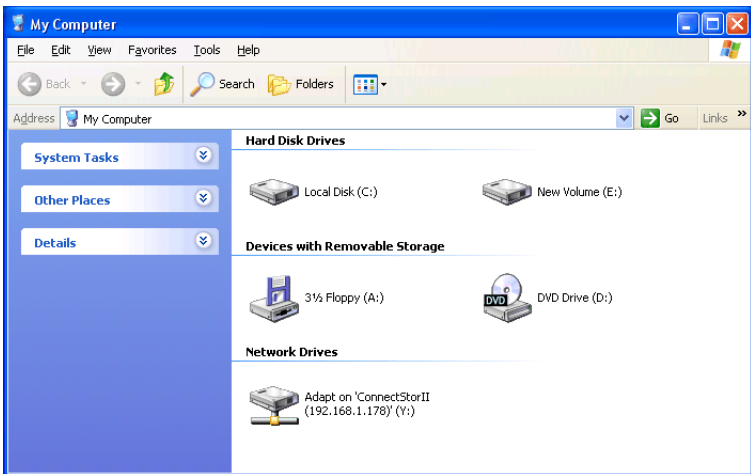 My Computer
File Edit View Favorites Tools Help
Back Search Folders
Address My Computer Go Links »
System Tasks
Other Places
Details
Hard Disk Drives
Local Disk (C:) New Volume (E:)
Devices with Removable Storage
3½ Floppy (A:) DVD DVD Drive (D:)
Network Drives
Adapt on 'ConnectStorII
(192.168.1.178)' (Y:)